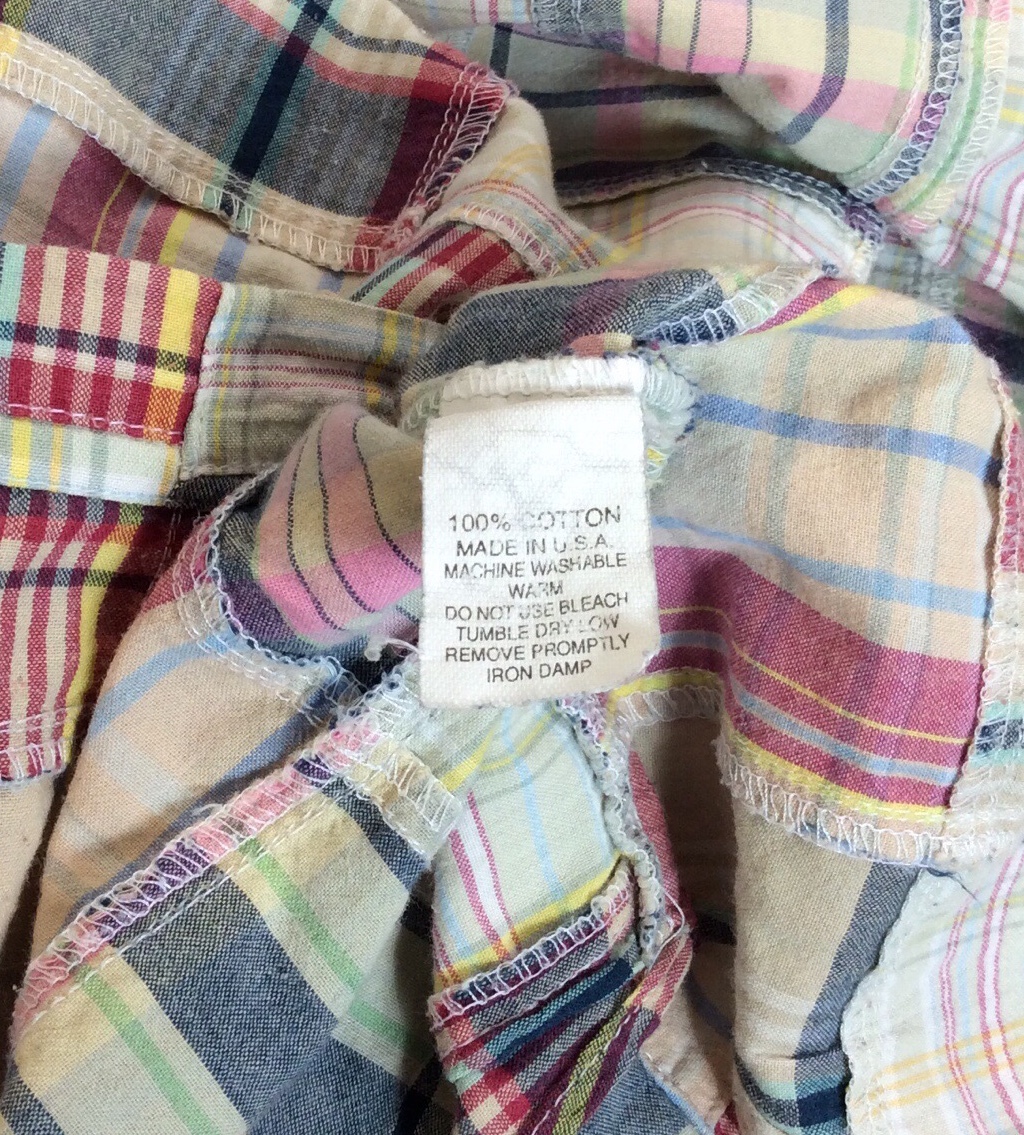 100% COTTON
MADE IN U.S.A.
MACHINE WASHABLE
WARM
DO NOT USE BLEACH
TUMBLE DRY LOW
REMOVE PROMPTLY
IRON DAMP